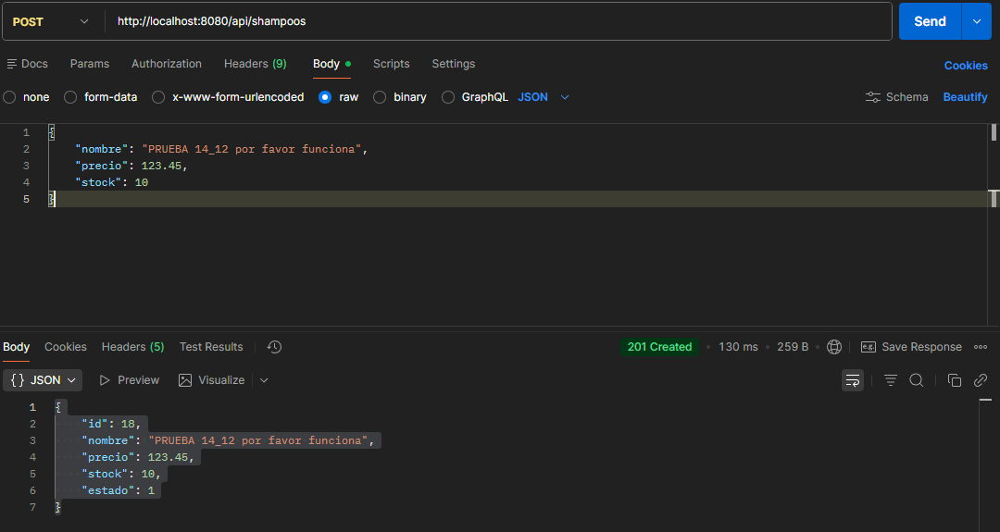 POST http://localhost:8080/api/shampoos Send
Docs Params Authorization Headers (9) Body Scripts Settings Cookies
none form-data x-www-form-urlencoded raw binary GraphQL JSON Schema Beautify
1 {
2 "nombre": "PRUEBA 14_12 por favor funciona",
3 "precio": 123.45,
4 "stock": 10
5 }
Body Cookies Headers (5) Test Results 201 Created • 130 ms • 259 B e.g. Save Response
{} JSON Preview Visualize
1 {
2 "id": 18,
3 "nombre": "PRUEBA 14_12 por favor funciona",
4 "precio": 123.45,
5 "stock": 10,
6 "estado": 1
7 }